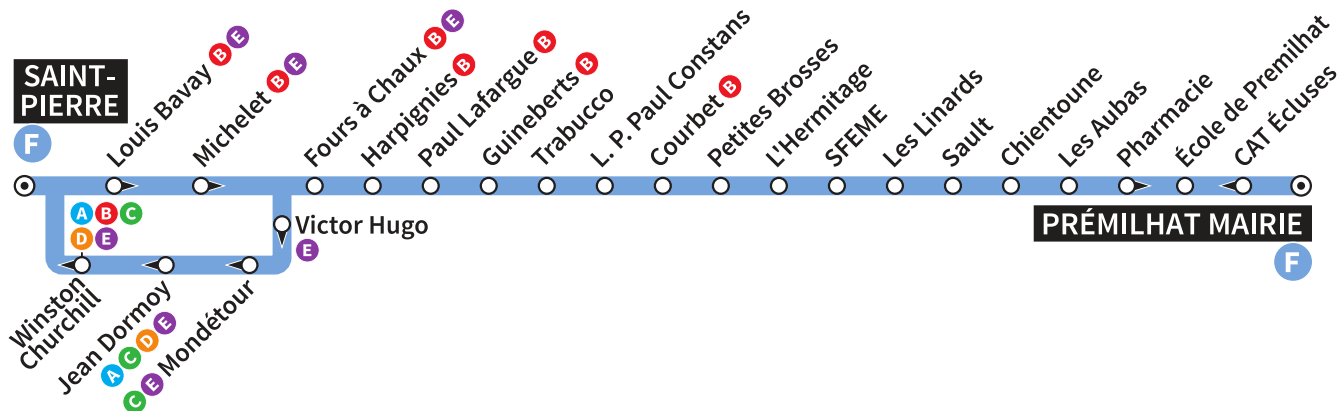 SAINT-
PIERRE
F
Louis Bavay B E
Michelet B E
Fours à Chaux B E
Harpignies B
Paul Lafargue B
Guineberts B
Trabucco
L. P. Paul Constans
Courbet B
Petites Brosses
L'Hermitage
SFEME
Les Linards
Sault
Chientoune
Les Aubas
Pharmacie
École de Premilhat
CAT Écluses
PRÉMILHAT MAIRIE
F
Victor Hugo
E
A B C
D E
Winston
Churchill
Jean Dormoy
A C D E
C E Mondétour